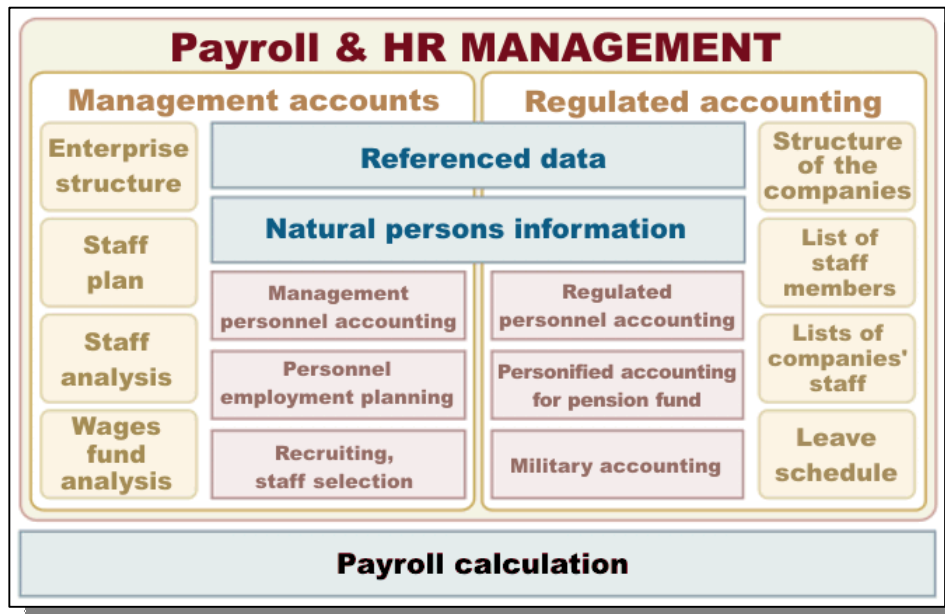 Payroll & HR MANAGEMENT
Management accounts
Regulated accounting
Enterprise
structure
Staff
plan
Staff
analysis
Wages
fund
analysis
Referenced data
Natural persons information
Management
personnel accounting
Personnel
employment planning
Recruiting,
staff selection
Regulated
personnel accounting
Personified accounting
for pension fund
Military accounting
Structure
of the
companies
List of
staff
members
Lists of
companies'
staff
Leave
schedule
Payroll calculation